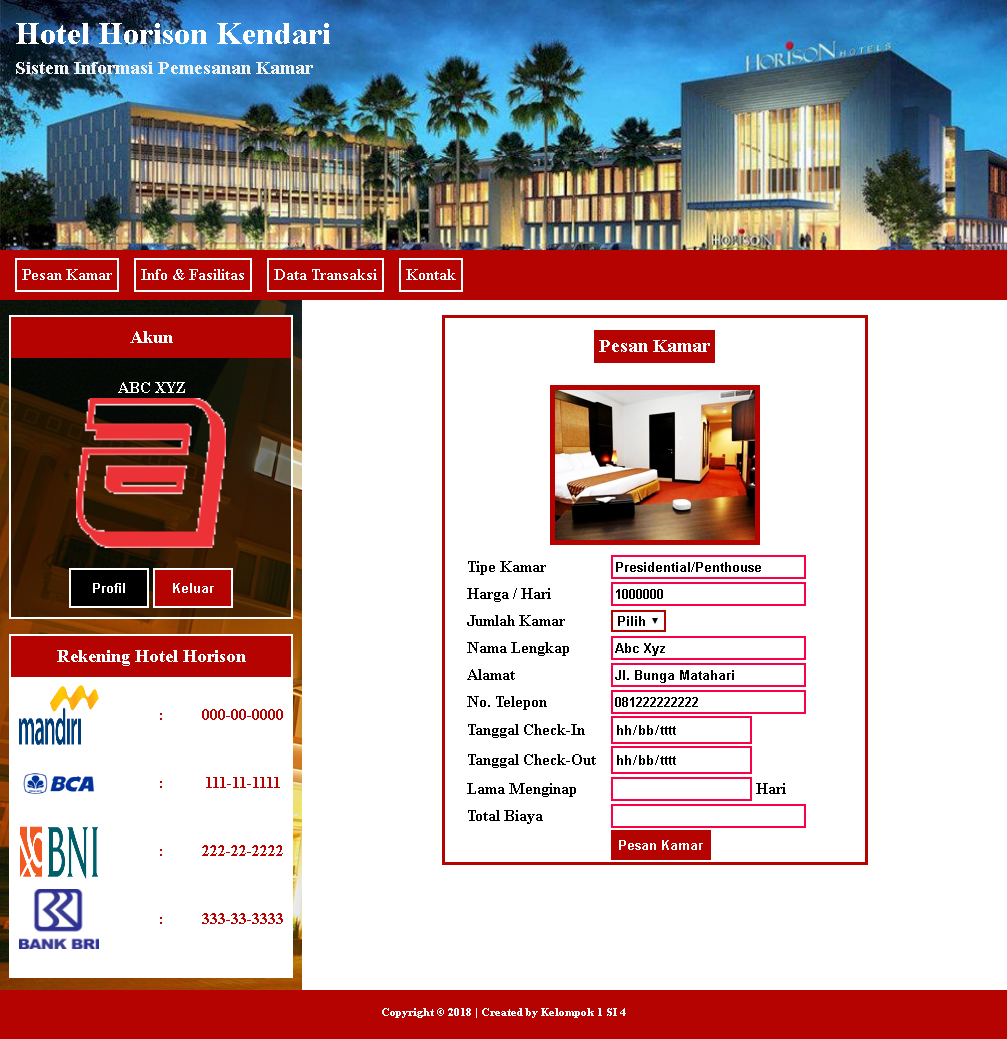 Hotel Horison Kendari
Sistem Informasi Pemesanan Kamar
HORISON HOTELS
HORISON
Pesan Kamar
Info & Fasilitas
Data Transaksi
Kontak
Akun
ABC XYZ
Profil
Keluar
Rekening Hotel Horison
mandiri : 000-00-0000
BCA : 111-11-1111
BNI : 222-22-2222
BANK BRI : 333-33-3333
Pesan Kamar
Tipe Kamar Presidential/Penthouse
Harga / Hari 1000000
Jumlah Kamar Pilih
Nama Lengkap Abc Xyz
Alamat Jl. Bunga Matahari
No. Telepon 081222222222
Tanggal Check-In hh/bb/tttt
Tanggal Check-Out hh/bb/tttt
Lama Menginap Hari
Total Biaya
Pesan Kamar
Copyright © 2018 | Created by Kelompok 1 SI 4